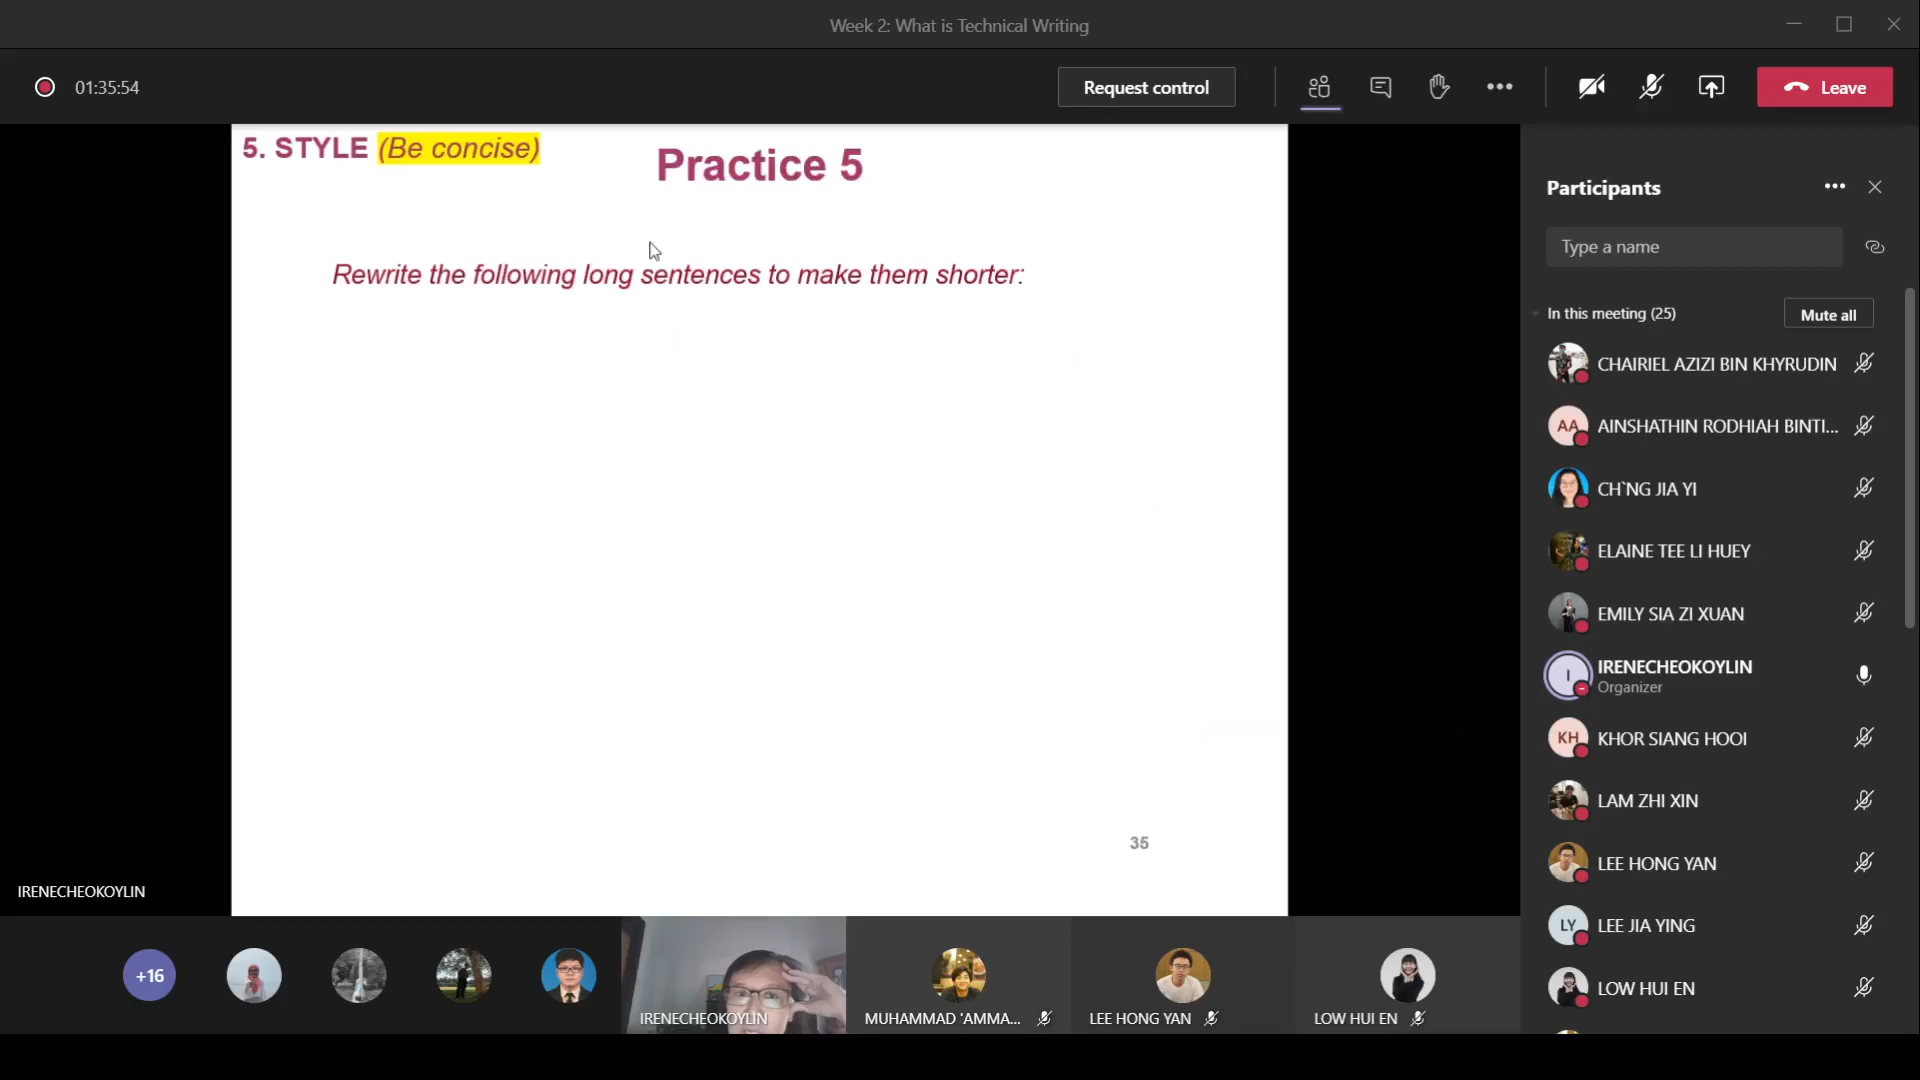 Week 2: What is Technical Writing
01:35:54
Request control
Leave
5. STYLE (Be concise)
Practice 5
Rewrite the following long sentences to make them shorter:
35
IRENECHEOKOYLIN
Participants
Type a name
In this meeting (25)
Mute all
CHAIRIEL AZIZI BIN KHYRUDIN
AA
AINSHATHIN RODHIAH BINTI...
CH`NG JIA YI
ELAINE TEE LI HUEY
EMILY SIA ZI XUAN
I
IRENECHEOKOYLIN
Organizer
KH
KHOR SIANG HOOI
LAM ZHI XIN
LEE HONG YAN
LY
LEE JIA YING
LOW HUI EN
+16
IRENECHEOKOYLIN
MUHAMMAD 'AMMA...
LEE HONG YAN
LOW HUI EN